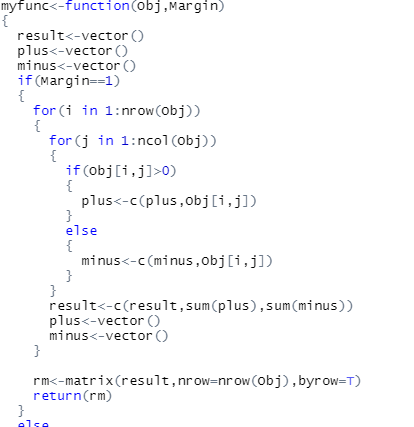 myfunc<-function(Obj,Margin)
{
  result<-vector()
  plus<-vector()
  minus<-vector()
  if(Margin==1)
  {
    for(i in 1:nrow(Obj))
    {
      for(j in 1:ncol(Obj))
      {
        if(Obj[i,j]>0)
        {
          plus<-c(plus,Obj[i,j])
        }
        else
        {
          minus<-c(minus,Obj[i,j])
        }
      }
      result<-c(result,sum(plus),sum(minus))
      plus<-vector()
      minus<-vector()
    }

    rm<-matrix(result,nrow=nrow(Obj),byrow=T)
    return(rm)
  }
  else